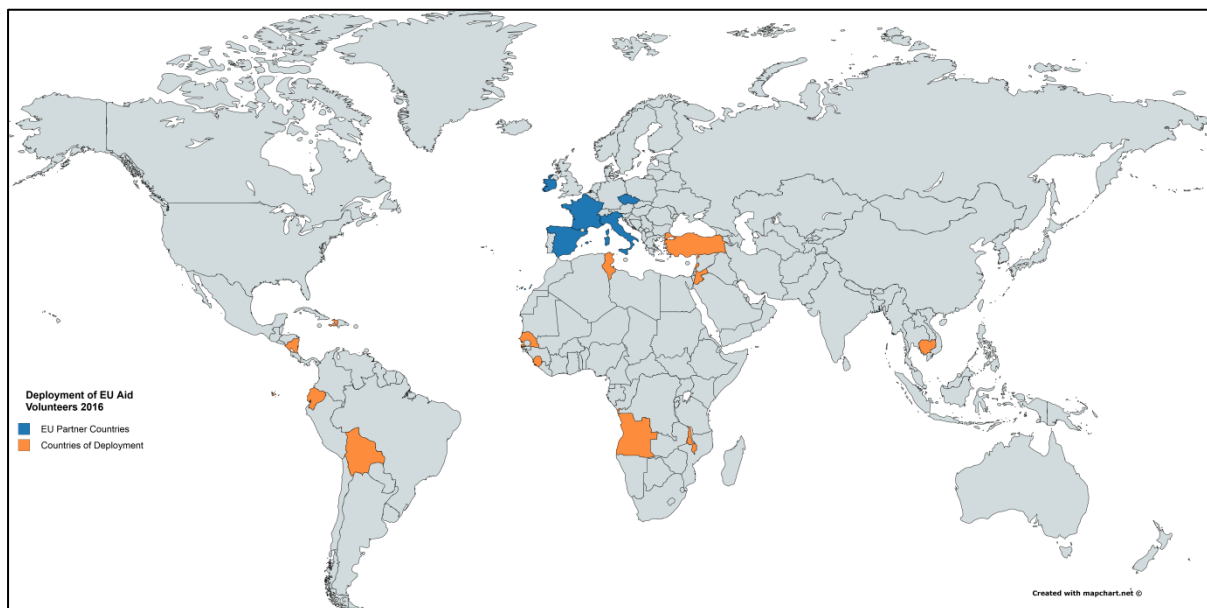 Deployment of EU Aid
Volunteers 2016
EU Partner Countries
Countries of Deployment
Created with mapchart.net ©